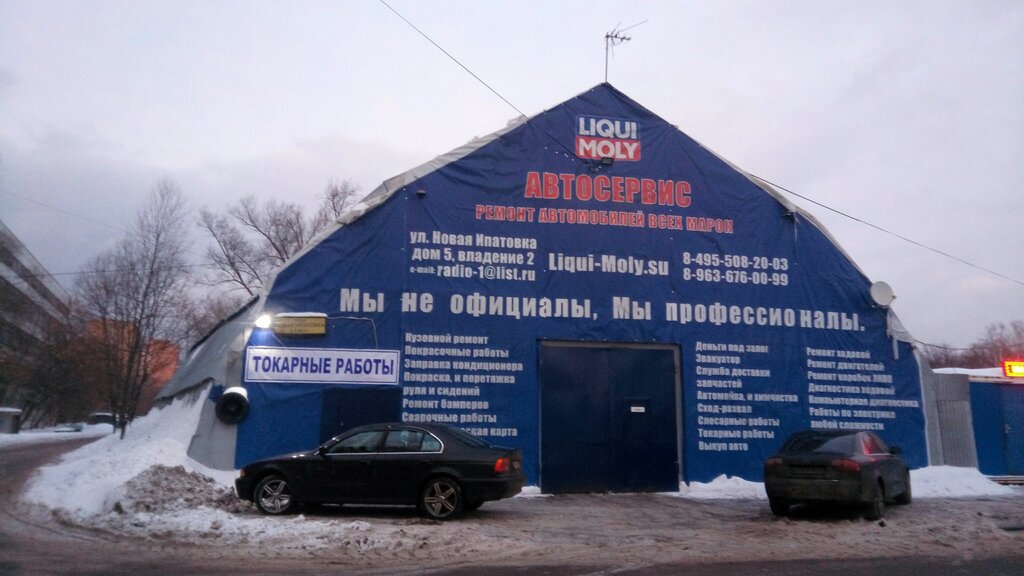 LIQUI
MOLY
АВТОСЕРВИС
РЕМОНТ АВТОМОБИЛЕЙ ВСЕХ МАРОК
ул. Новая Ипатовка
дом 5, владение 2
e-mail: radio-1@list.ru
Liqui-Moly.su
8-495-508-20-03
8-963-676-00-99
Мы не официалы, Мы профессионалы.
ТОКАРНЫЕ РАБОТЫ
Кузовной ремонт
Покрасочные работы
Заправка кондиционера
Покраска, и перетяжка
руля и сидений
Ремонт бамперов
Сварочные работы
карта
Деньги под залог
Эвакуатор
Служба доставки
запчастей
Автомойка, и химчистка
Сход-развал
Слесарные работы
Токарные работы
Выкуп авто
Ремонт ходовой
Ремонт двигателей
Ремонт коробок АКПП
Диагностика ходовой
Компьютерная диагностика
Работы по электрике
любой сложности